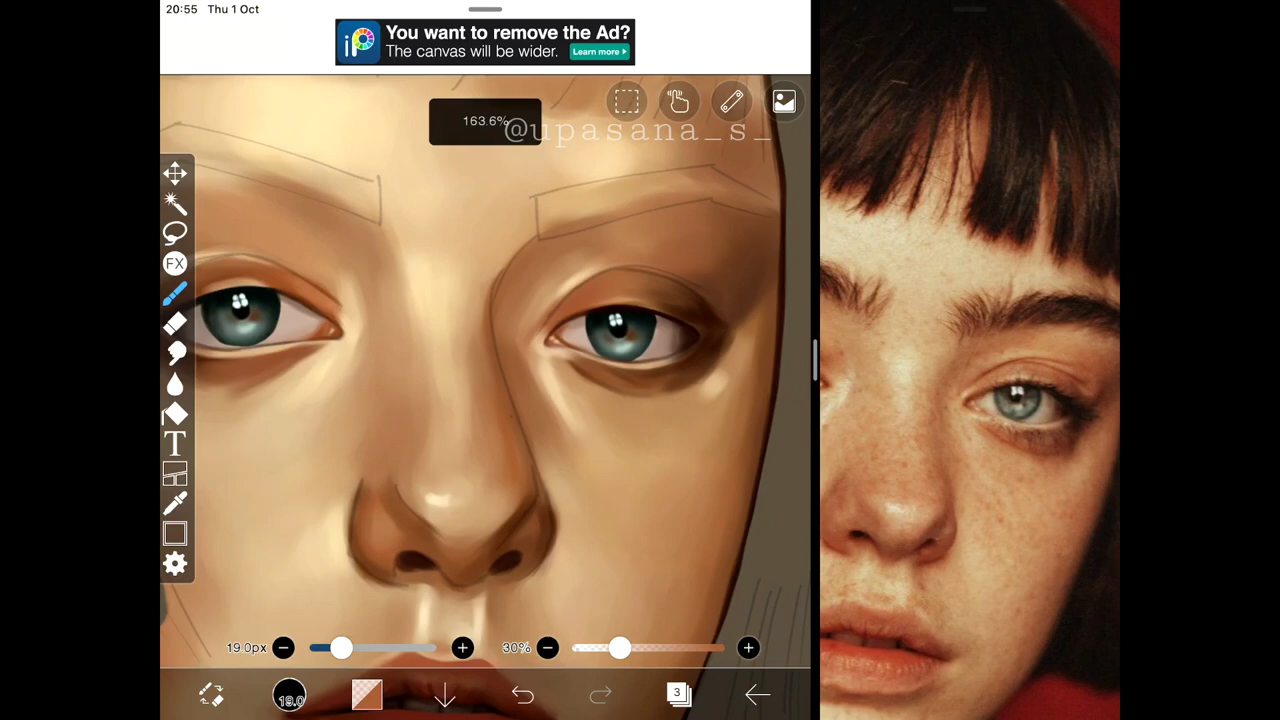 20:55 Thu 1 Oct
iP
You want to remove the Ad?
The canvas will be wider. Learn more
163.6%
@upasana_s_
FX
T
19.0px
30%
19.0
3